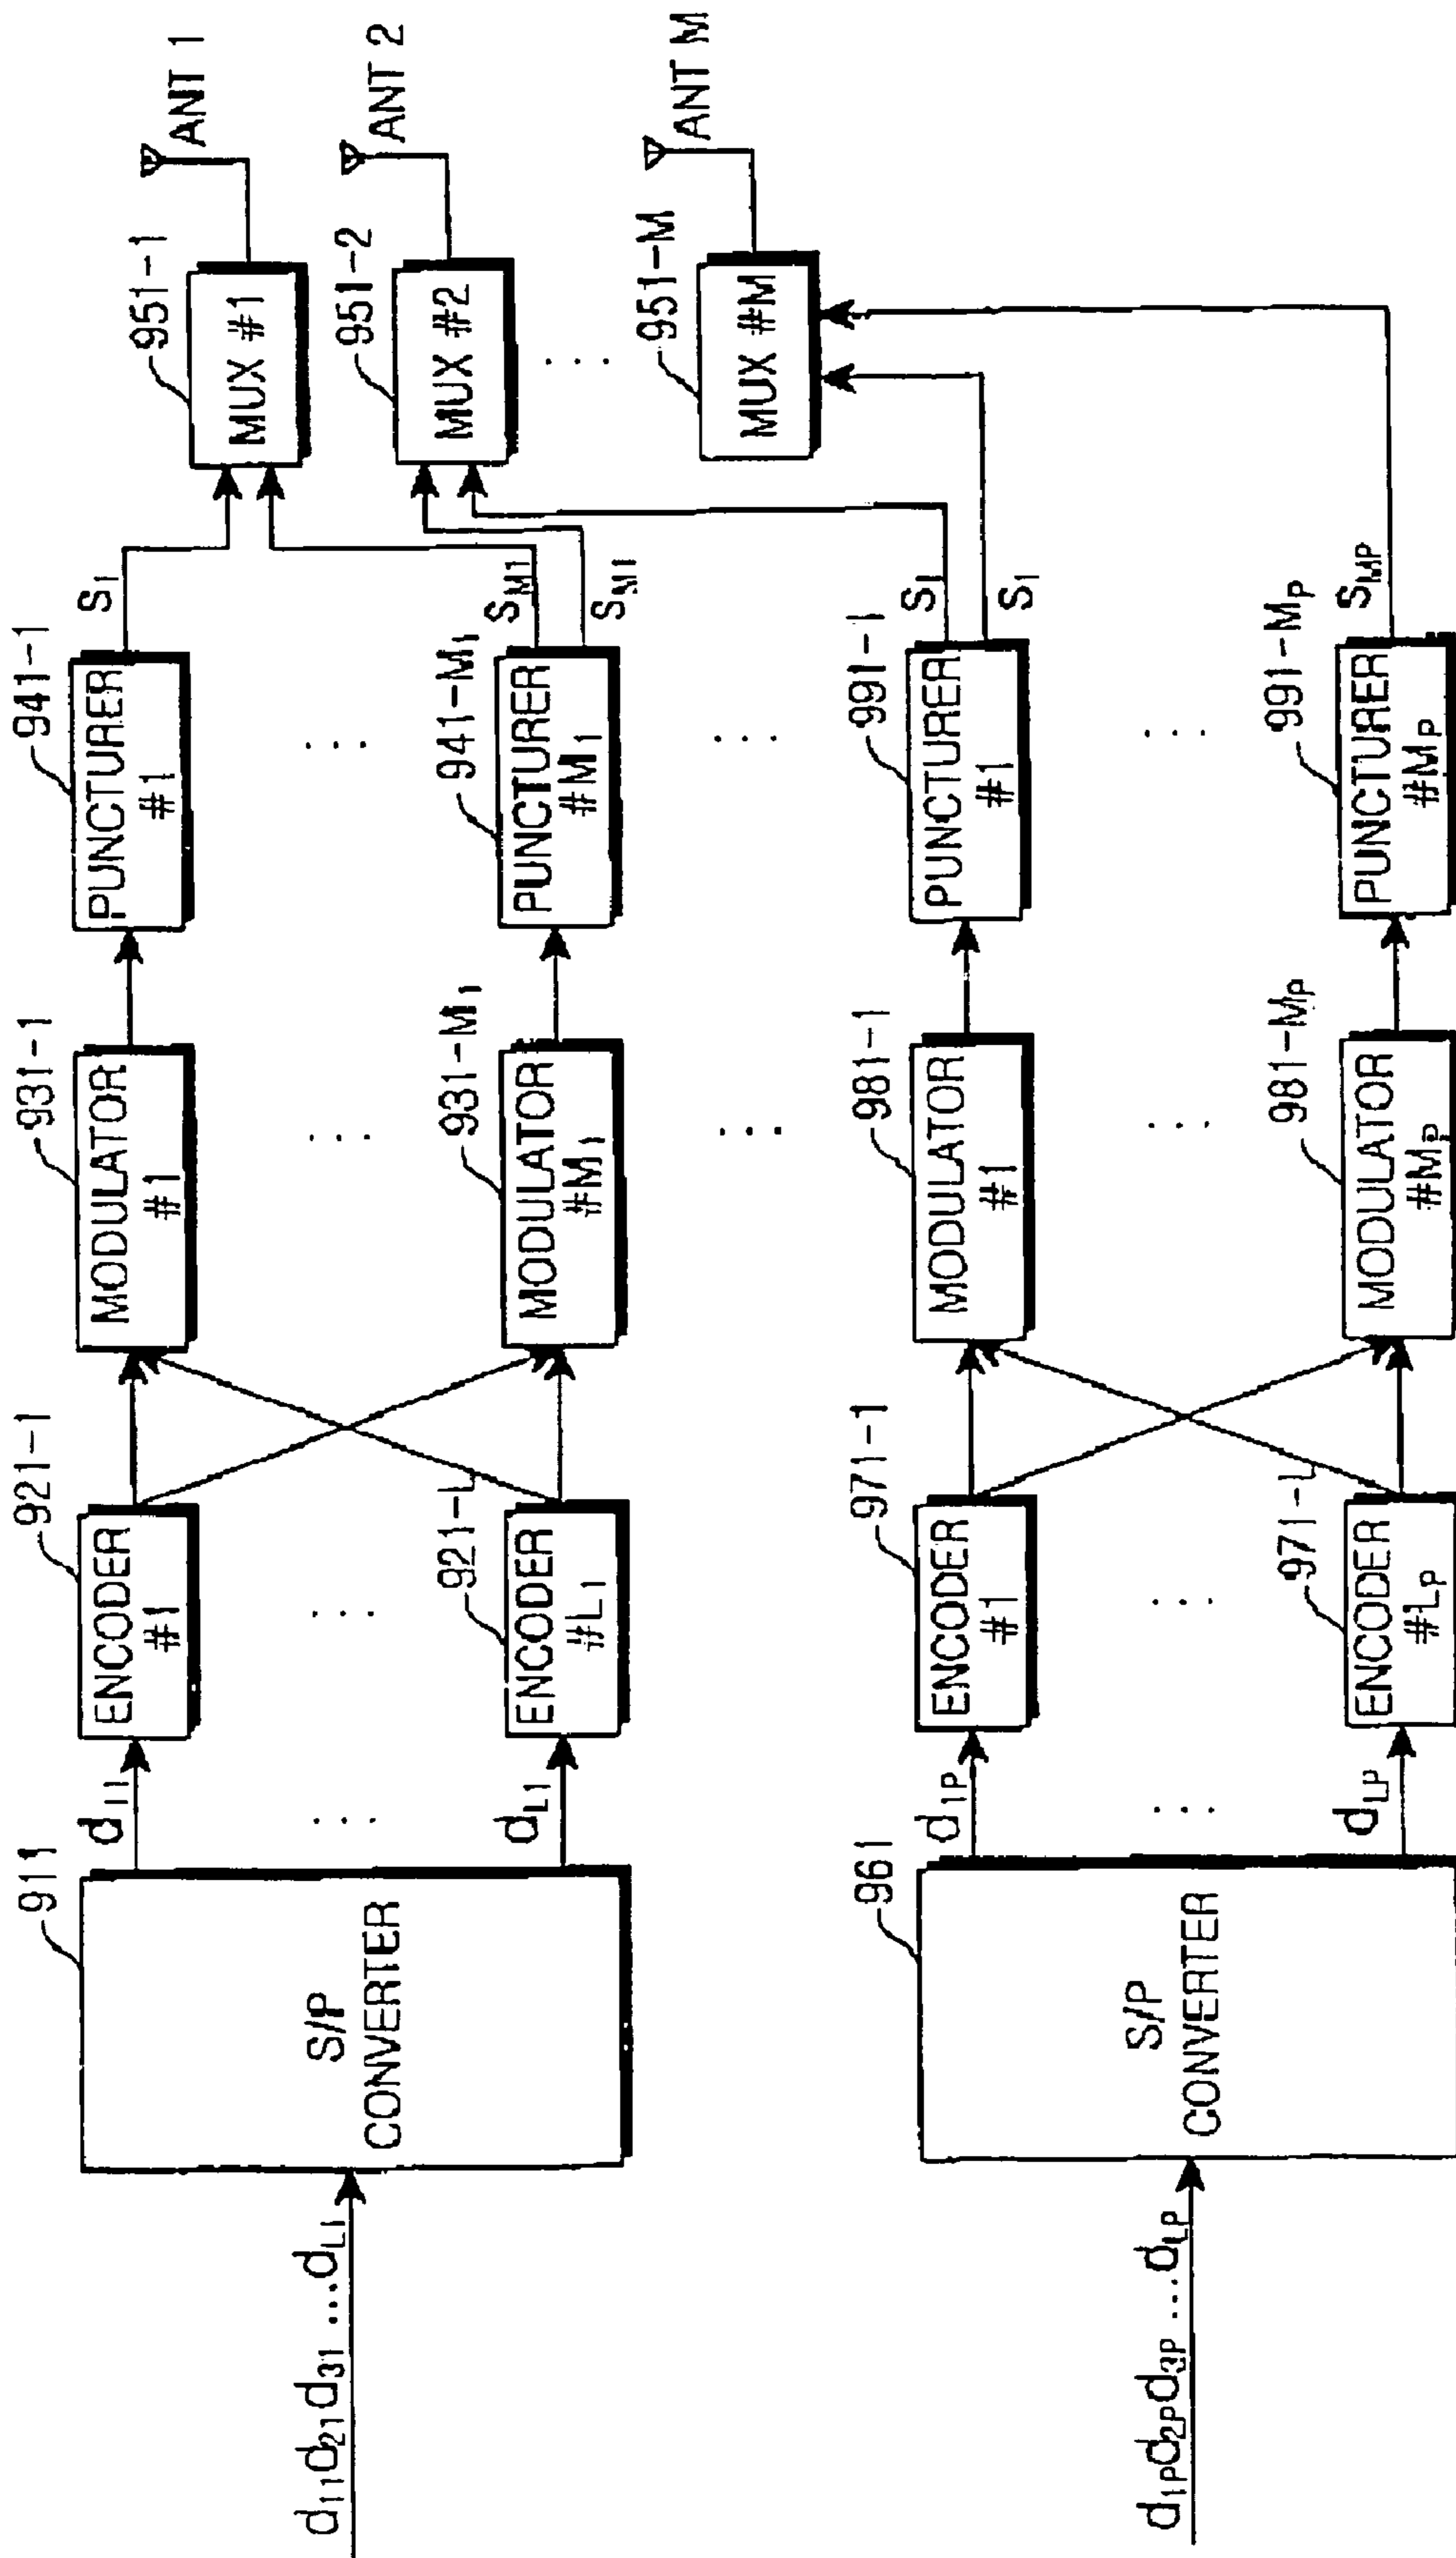 d11d21d31 ...dL1
911
S/P
CONVERTER
d11
. . .
dL1
921-1
ENCODER
#1
. . .
921-L
ENCODER
#L1
931-1
MODULATOR
#1
. . .
931-M1
MODULATOR
#M1
941-1
PUNCTURER
#1
. . .
941-M1
PUNCTURER
#M1
S1
SM1
SM1
951-1
MUX #1
ANT 1
951-2
MUX #2
ANT 2
. . .
951-M
MUX #M
ANT M
. . .
. . .
d1Pd2Pd3P ...dLP
961
S/P
CONVERTER
d1P
. . .
dLP
971-1
ENCODER
#1
. . .
971-L
ENCODER
#LP
981-1
MODULATOR
#1
. . .
981-MP
MODULATOR
#MP
991-1
PUNCTURER
#1
. . .
991-MP
PUNCTURER
#MP
S1
S1
SMP